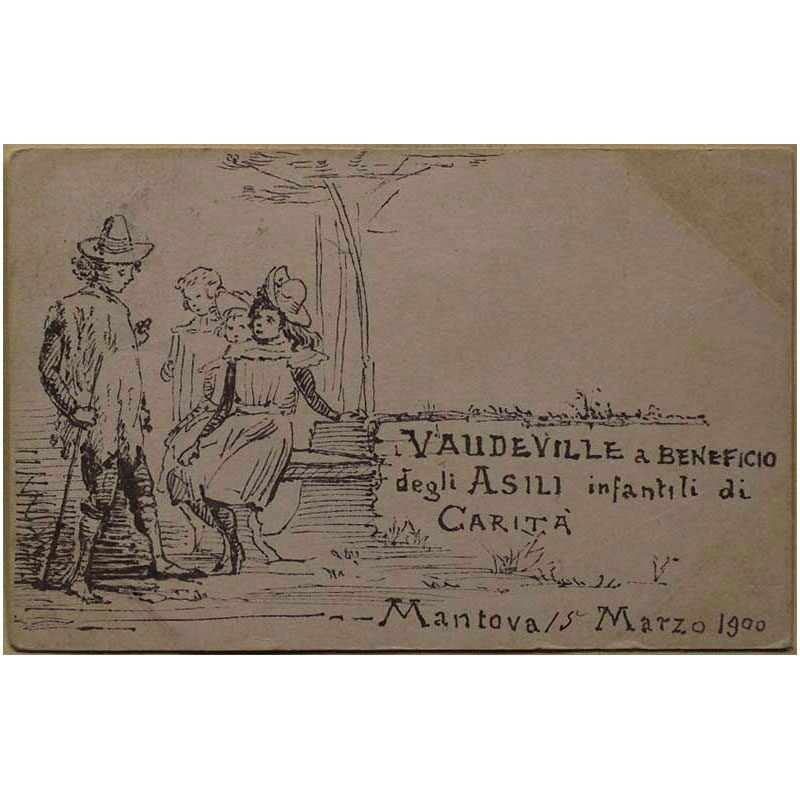 i VAUDEVILLE a BENEFICIO
degli ASILI infantili di
CARITÀ
Mantova 15 Marzo 1900